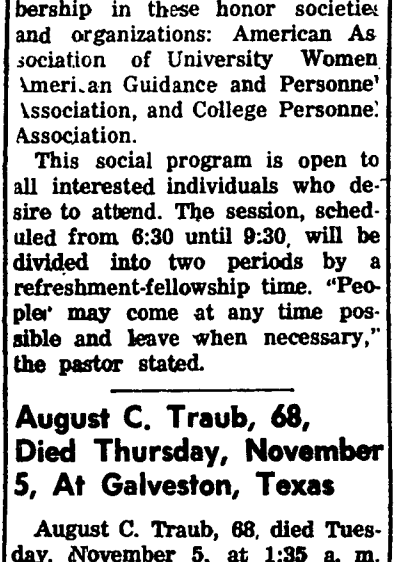 bership in these honor societies
and organizations: American As
sociation of University Women
American Guidance and Personnel
Association, and College Personnel
Association.
This social program is open to
all interested individuals who de-
sire to attend. The session, sched-
uled from 6:30 until 9:30, will be
divided into two periods by a
refreshment-fellowship time. "Peo-
ple' may come at any time pos-
sible and leave when necessary,"
the pastor stated.
August C. Traub, 68,
Died Thursday, November
5, At Galveston, Texas
August C. Traub, 68, died Tues-
day, November 5, at 1:35 a. m.